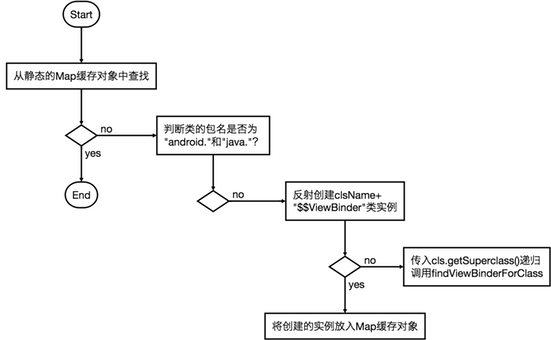 Start
从静态的Map缓存对象中查找
no
yes
End
判断类的包名是否为
"android."和"java."?
no
反射创建clsName+
"$$ViewBinder"类实例
no
yes
传入cls.getSuperclass()递归
调用findViewBinderForClass
将创建的实例放入Map缓存对象